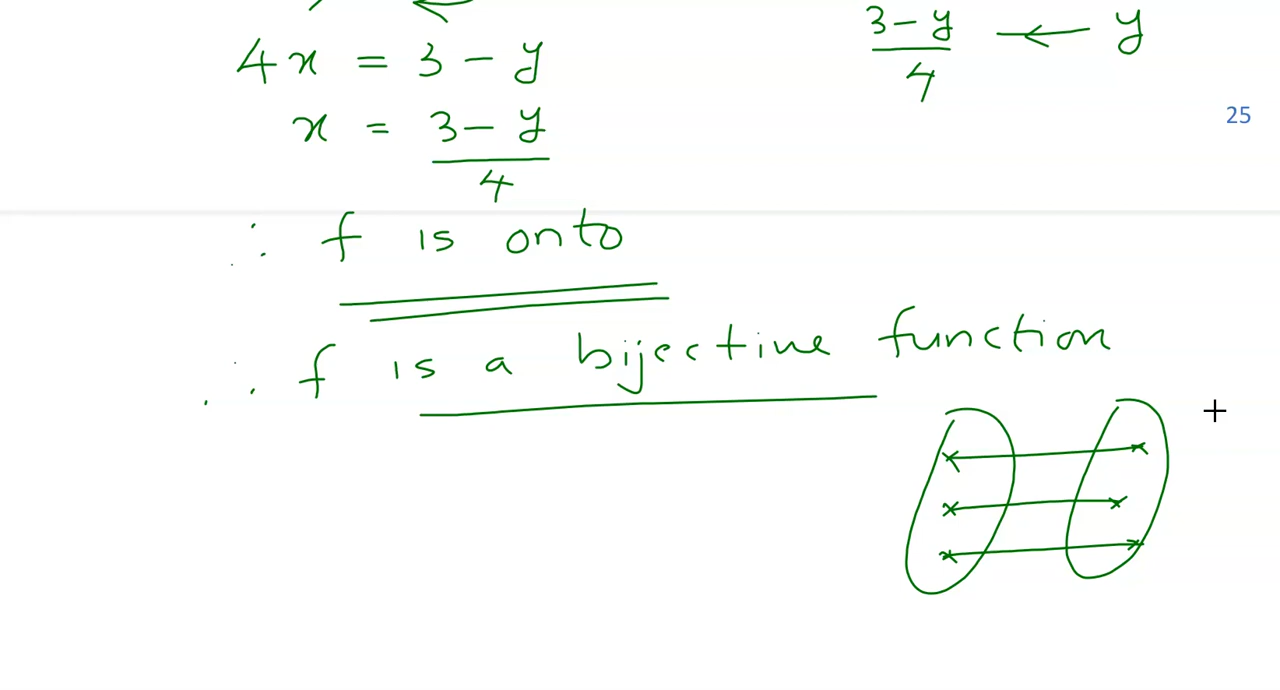 4x = 3 - y
3 - y / 4 ← y
25
x = 3 - y / 4
∴ f is onto
∴ f is a bijective function